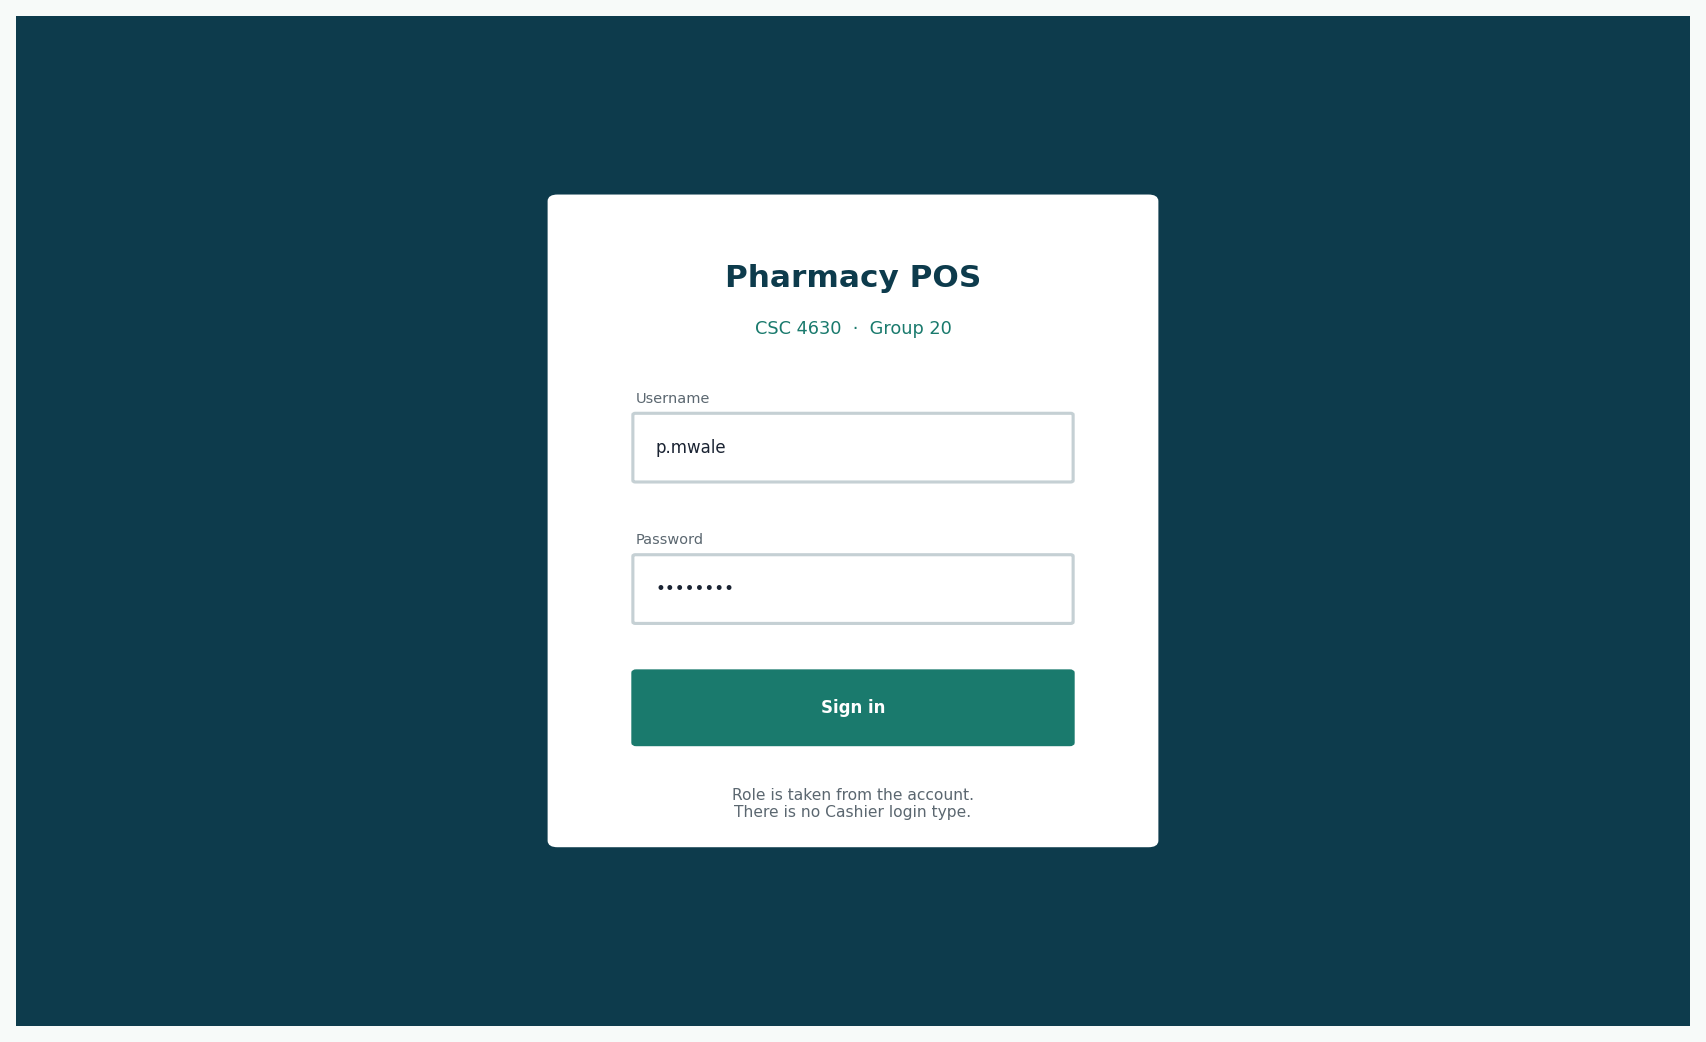 Pharmacy POS
CSC 4630 · Group 20
Username
p.mwale
Password
••••••••
Sign in
Role is taken from the account.
There is no Cashier login type.